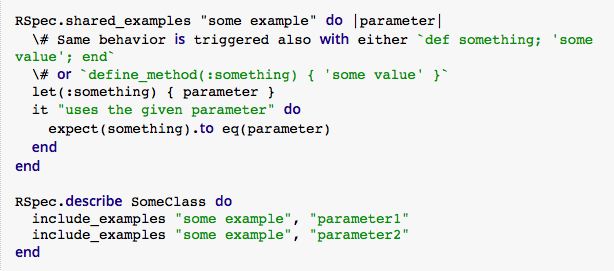 RSpec.shared_examples "some example" do |parameter|
  \# Same behavior is triggered also with either `def something; 'some
value'; end`
  \# or `define_method(:something) { 'some value' }`
  let(:something) { parameter }
  it "uses the given parameter" do
    expect(something).to eq(parameter)
  end
end

RSpec.describe SomeClass do
  include_examples "some example", "parameter1"
  include_examples "some example", "parameter2"
end